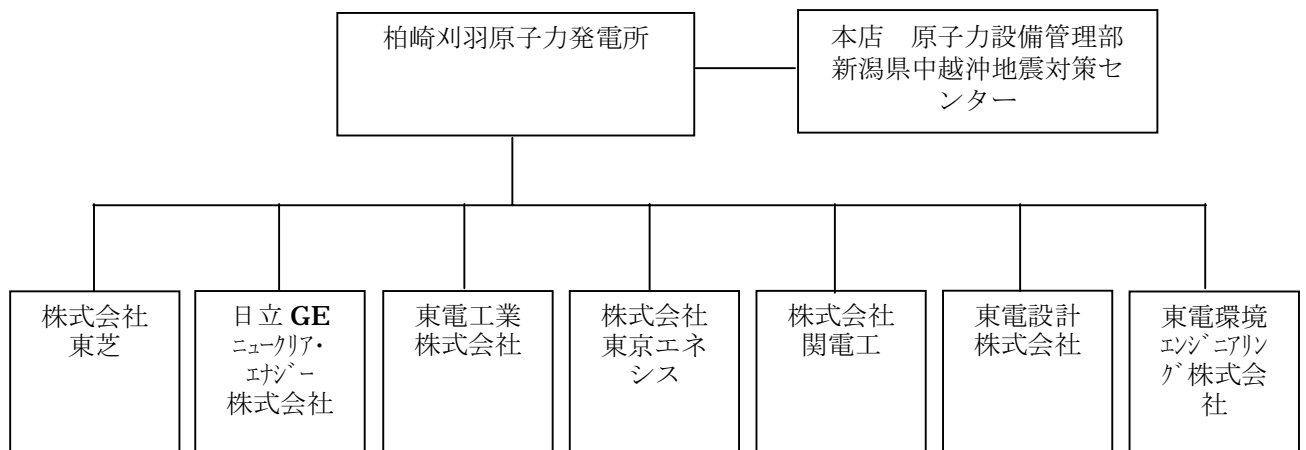 柏崎刈羽原子力発電所
本店　原子力設備管理部
新潟県中越沖地震対策セ
ンター
株式会社
東芝
日立 GE
ﾆｭｰｸﾘｱ・
ｴﾅｼﾞｰ
株式会社
東電工業
株式会社
株式会社
東京エネ
シス
株式会社
関電工
東電設計
株式会社
東電環境
ｴﾝｼﾞﾆｱﾘﾝ
ｸﾞ株式会
社